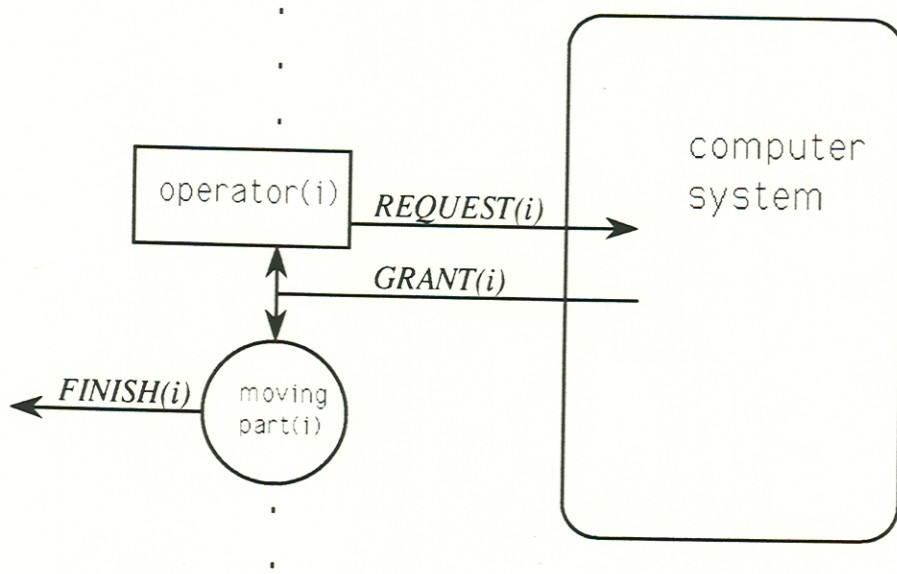 computer
system
operator(i)
REQUEST(i)
GRANT(i)
FINISH(i)
moving
part(i)